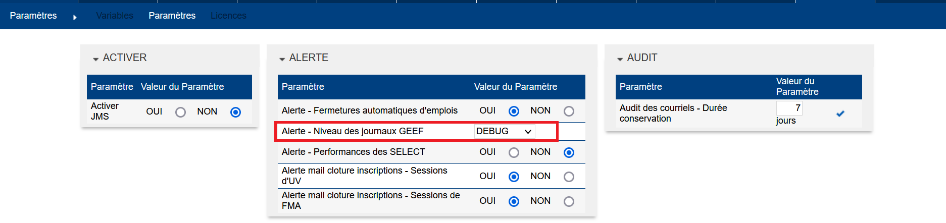 Paramètres ▸ Variables Paramètres Licences
ACTIVER
Paramètre Valeur du Paramètre
Activer
JMS OUI NON
ALERTE
Paramètre Valeur du Paramètre
Alerte - Fermetures automatiques d'emplois OUI NON
Alerte - Niveau des journaux GEEF DEBUG
Alerte - Performances des SELECT OUI NON
Alerte mail cloture inscriptions - Sessions
d'UV OUI NON
Alerte mail cloture inscriptions - Sessions de
FMA OUI NON
AUDIT
Paramètre Valeur du
Paramètre
Audit des courriels - Durée
conservation 7
jours